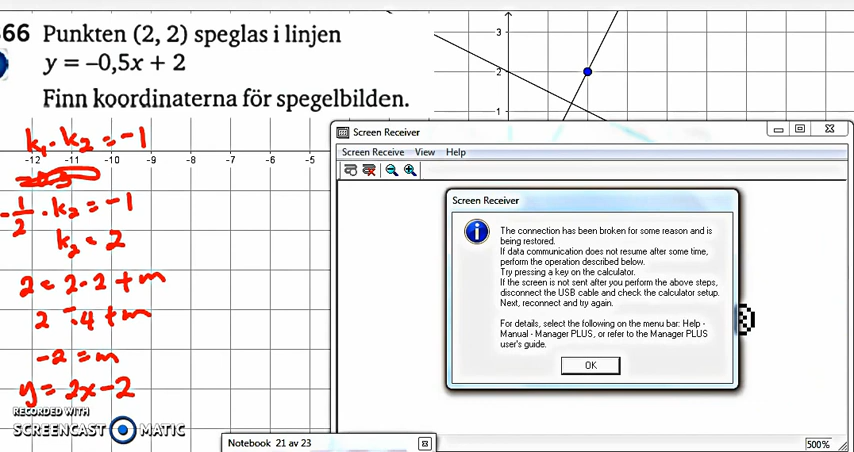 66 Punkten (2, 2) speglas i linjen
y = –0,5x + 2
Finn koordinaterna för spegelbilden.
k₁ · k₂ = -1
-1/2 · k₂ = -1
k₂ = 2
2 = 2·2 + m
2 = 4 + m
-2 = m
y = 2x - 2
-12 -11 -10 -9 -8 -7 -6 -5
3
2
1
Screen Receiver
Screen Receive View Help
Screen Receiver
The connection has been broken for some reason and is
being restored.
If data communication does not resume after some time,
perform the operation described below.
Try pressing a key on the calculator.
If the screen is not sent after you perform the above steps,
disconnect the USB cable and check the calculator setup.
Next, reconnect and try again.
For details, select the following on the menu bar: Help -
Manual - Manager PLUS, or refer to the Manager PLUS
user's guide.
OK
RECORDED WITH
SCREENCAST MATIC
Notebook 21 av 23
500%